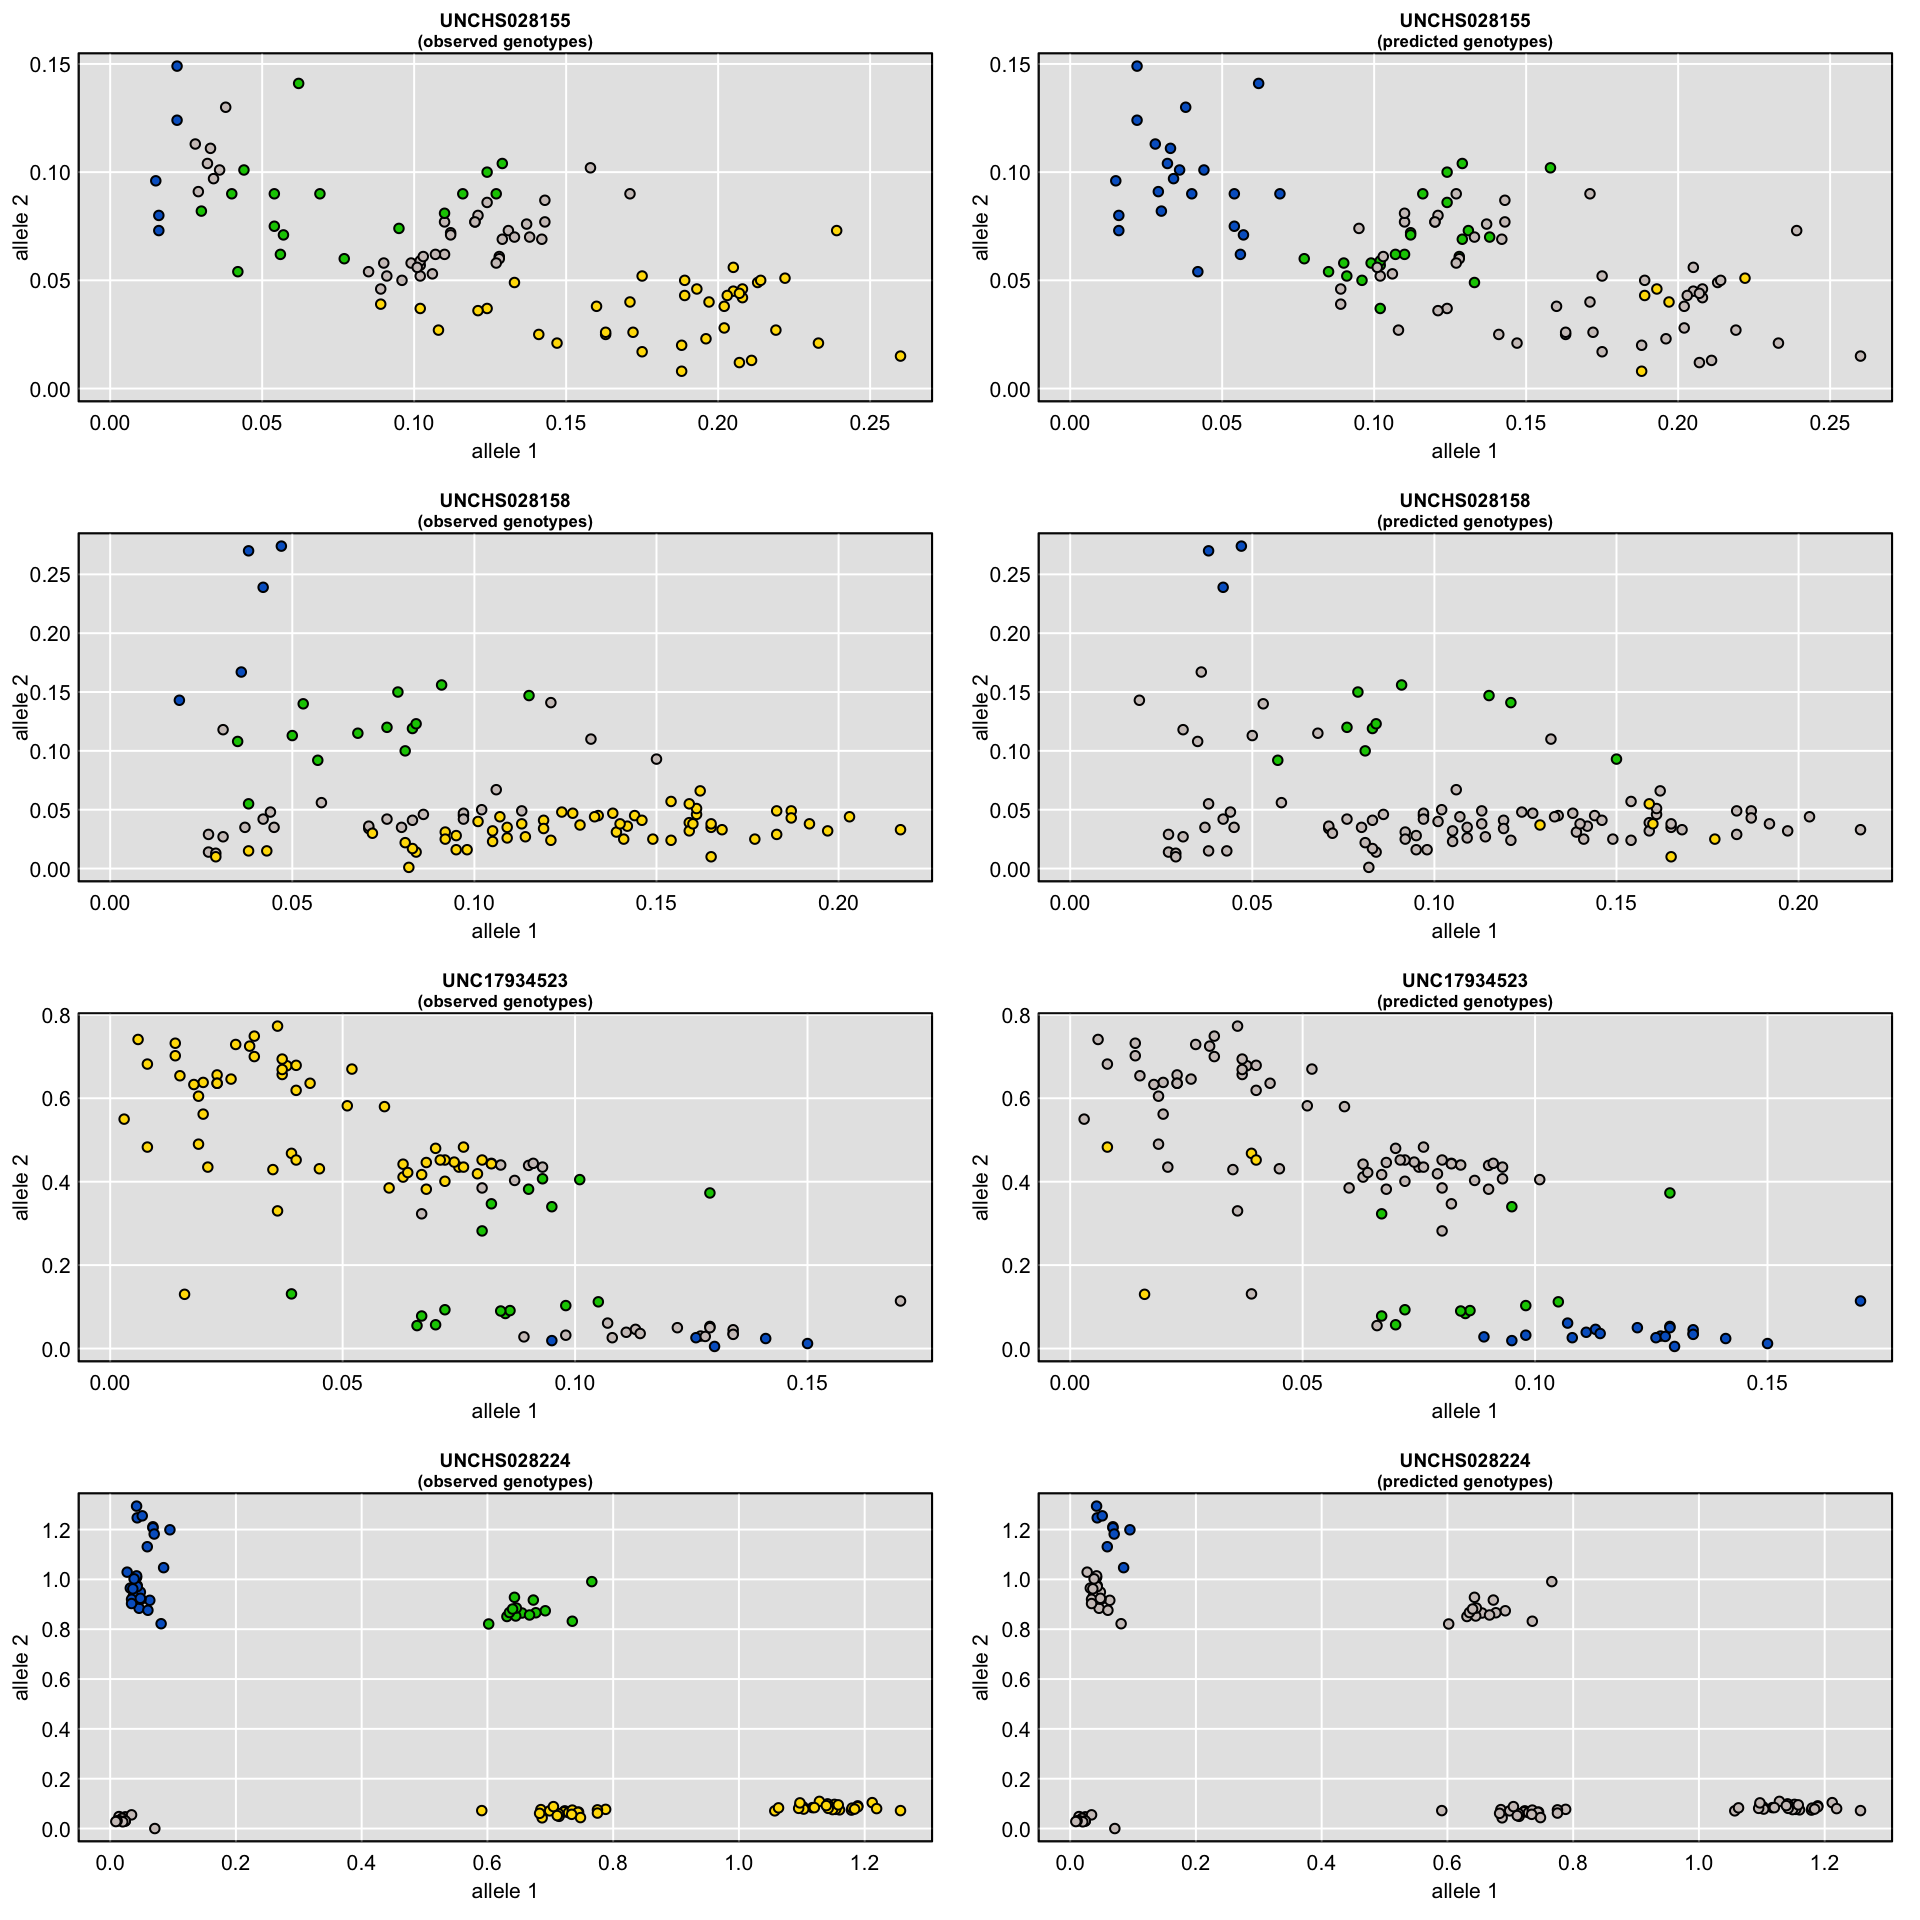 UNCHS028155
(observed genotypes)
0.15
0.10
0.05
0.00
allele 2
0.00 0.05 0.10 0.15 0.20 0.25
allele 1
UNCHS028155
(predicted genotypes)
0.15
0.10
0.05
0.00
allele 2
0.00 0.05 0.10 0.15 0.20 0.25
allele 1
UNCHS028158
(observed genotypes)
0.25
0.20
0.15
0.10
0.05
0.00
allele 2
0.00 0.05 0.10 0.15 0.20
allele 1
UNCHS028158
(predicted genotypes)
0.25
0.20
0.15
0.10
0.05
0.00
allele 2
0.00 0.05 0.10 0.15 0.20
allele 1
UNC17934523
(observed genotypes)
0.8
0.6
0.4
0.2
0.0
allele 2
0.00 0.05 0.10 0.15
allele 1
UNC17934523
(predicted genotypes)
0.8
0.6
0.4
0.2
0.0
allele 2
0.00 0.05 0.10 0.15
allele 1
UNCHS028224
(observed genotypes)
1.2
1.0
0.8
0.6
0.4
0.2
0.0
allele 2
0.0 0.2 0.4 0.6 0.8 1.0 1.2
allele 1
UNCHS028224
(predicted genotypes)
1.2
1.0
0.8
0.6
0.4
0.2
0.0
allele 2
0.0 0.2 0.4 0.6 0.8 1.0 1.2
allele 1